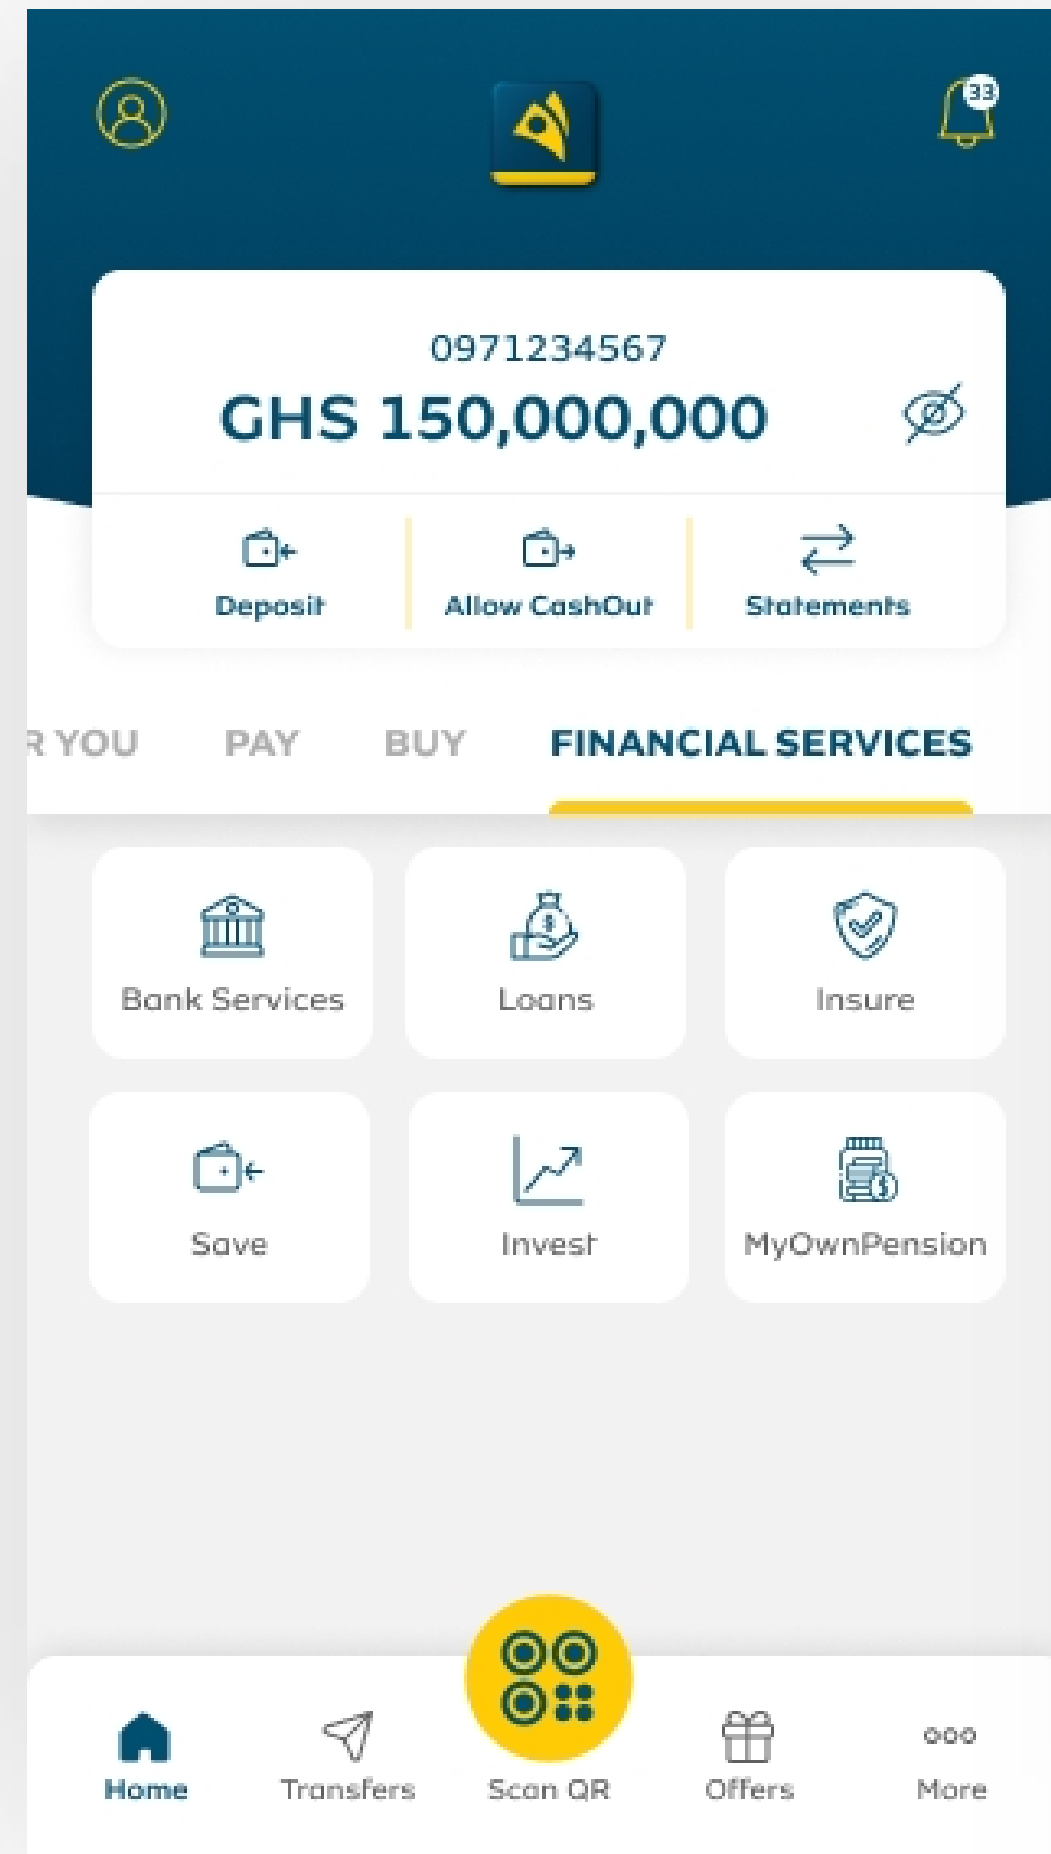 33
0971234567
GHS 150,000,000
Deposit
Allow CashOut
Statements
R YOU
PAY
BUY
FINANCIAL SERVICES
Bank Services
Loans
Insure
Save
Invest
MyOwnPension
Home
Transfers
Scan QR
Offers
More